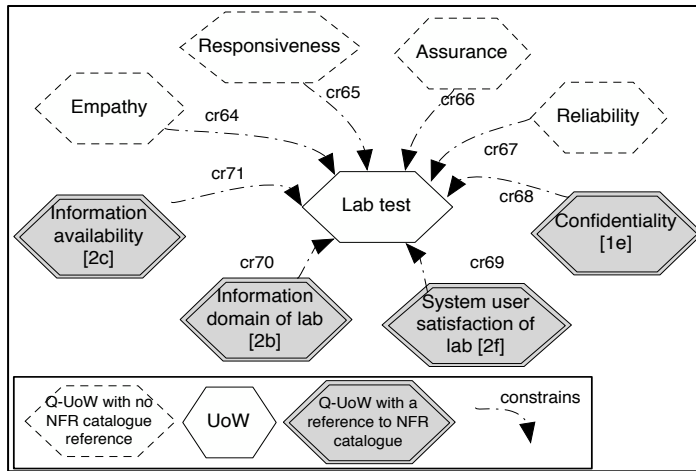 Responsiveness
Assurance
Empathy
cr64
cr65
cr66
Reliability
cr67
cr71
Lab test
cr68
Information
availability
[2c]
Confidentiality
[1e]
cr70
cr69
Information
domain of lab
[2b]
System user
satisfaction of
lab [2f]
Q-UoW with no
NFR catalogue
reference
UoW
Q-UoW with a
reference to NFR
catalogue
constrains